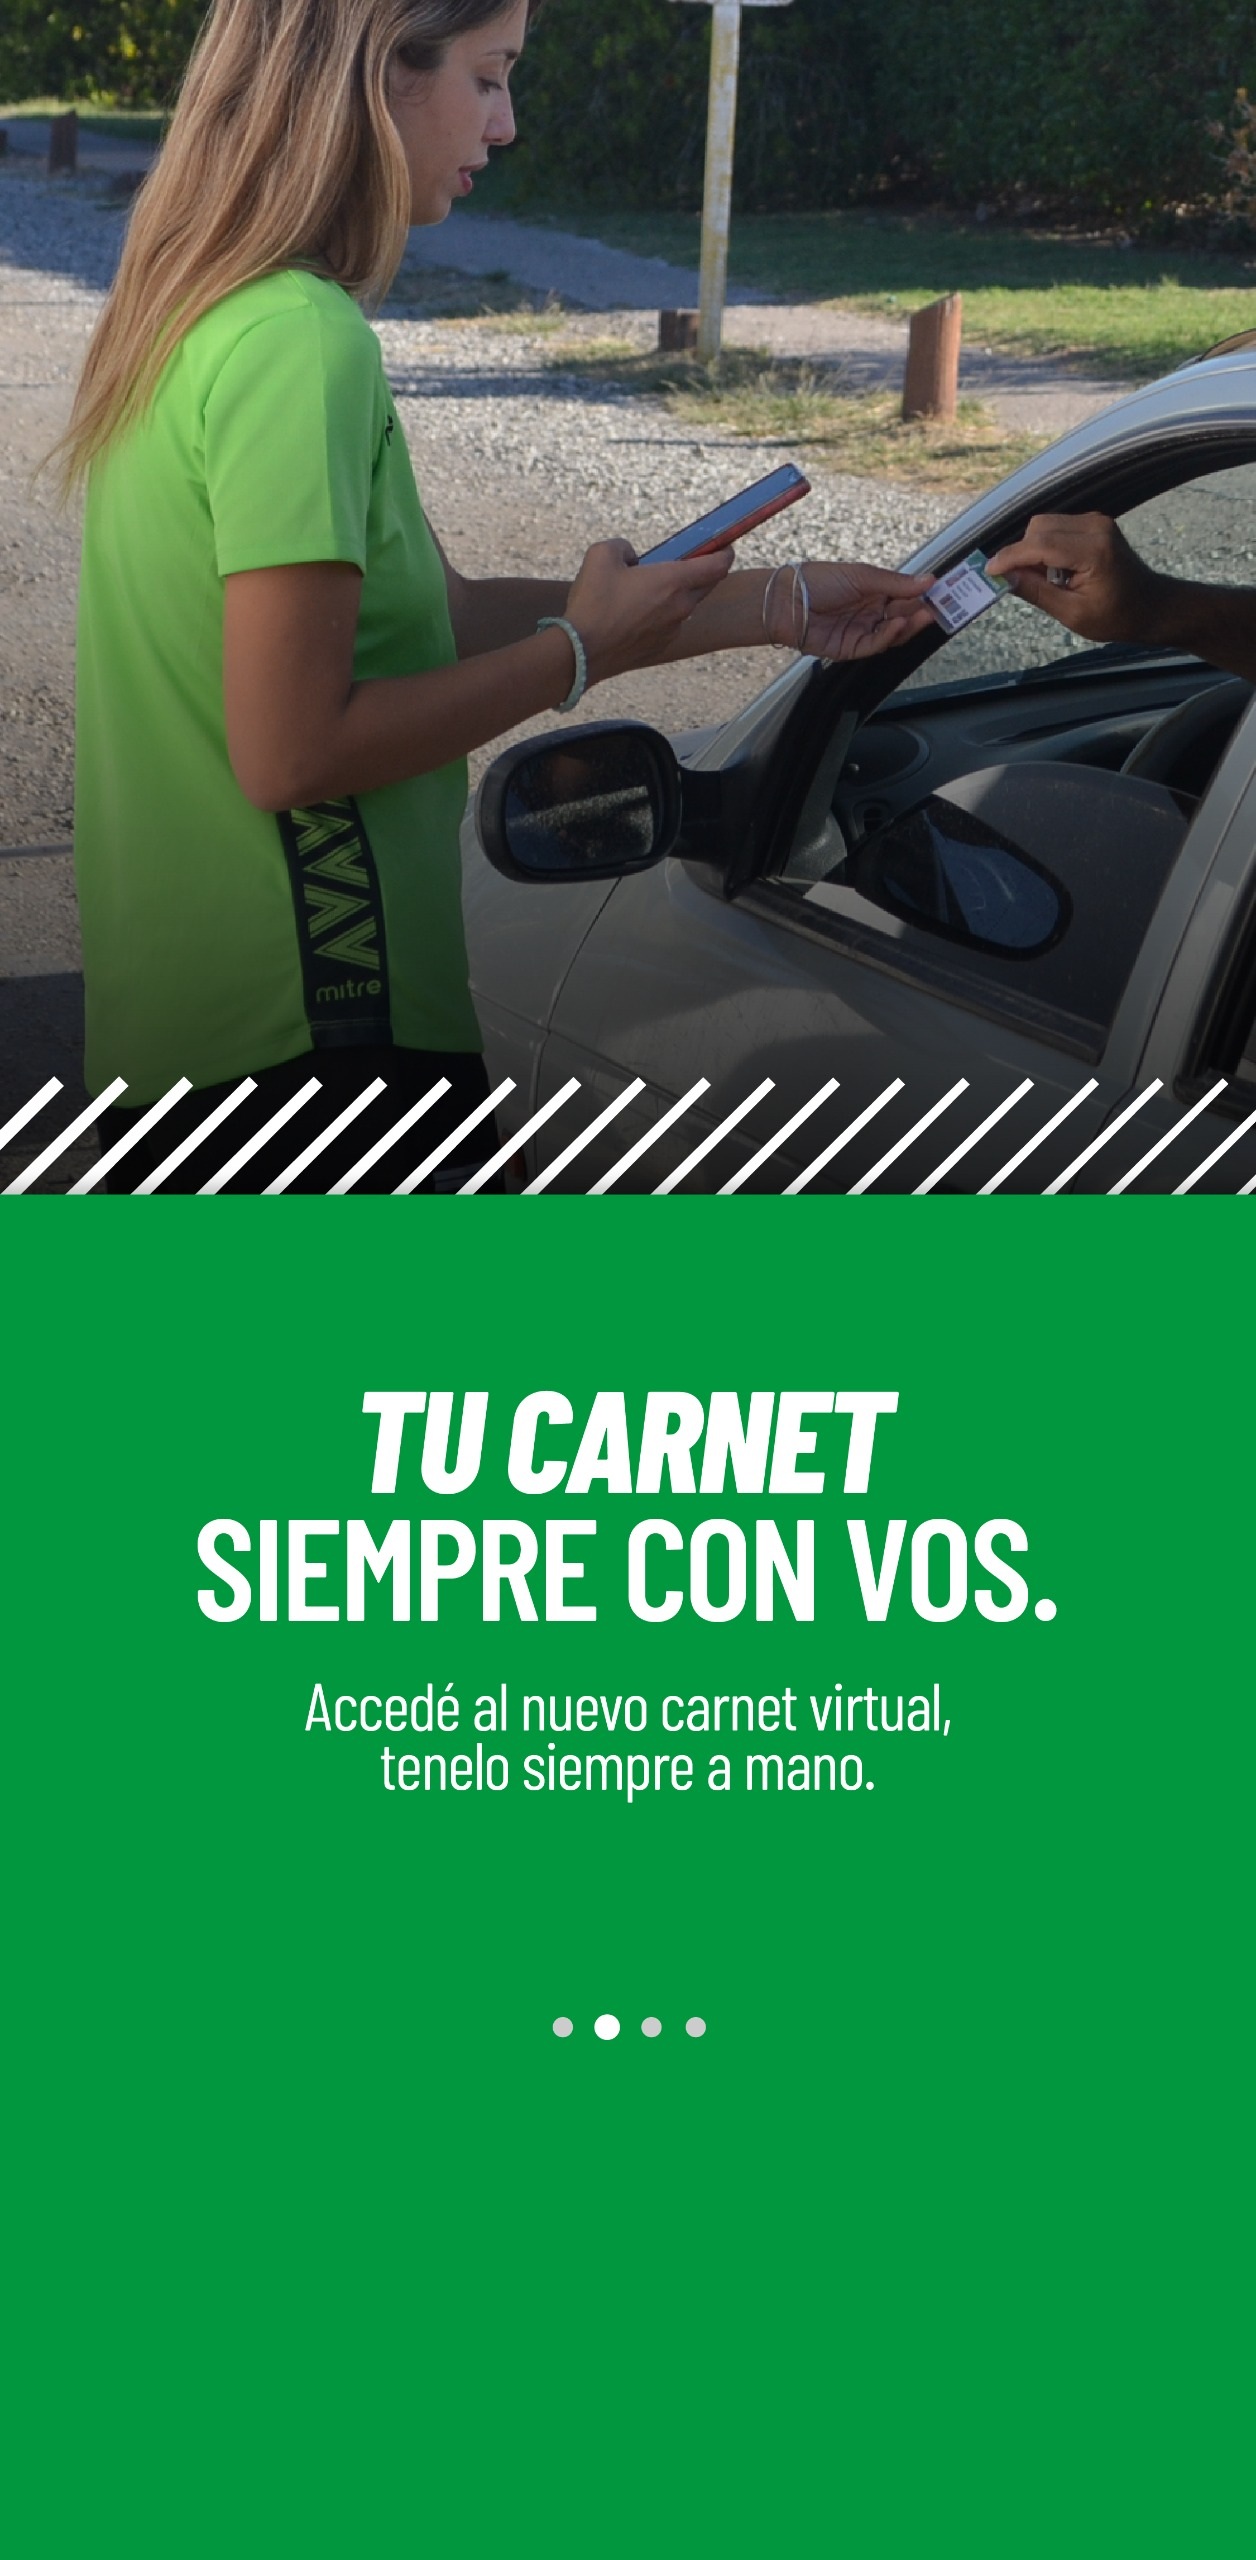 mitre
TU CARNET
SIEMPRE CON VOS.
Accedé al nuevo carnet virtual,
tenelo siempre a mano.